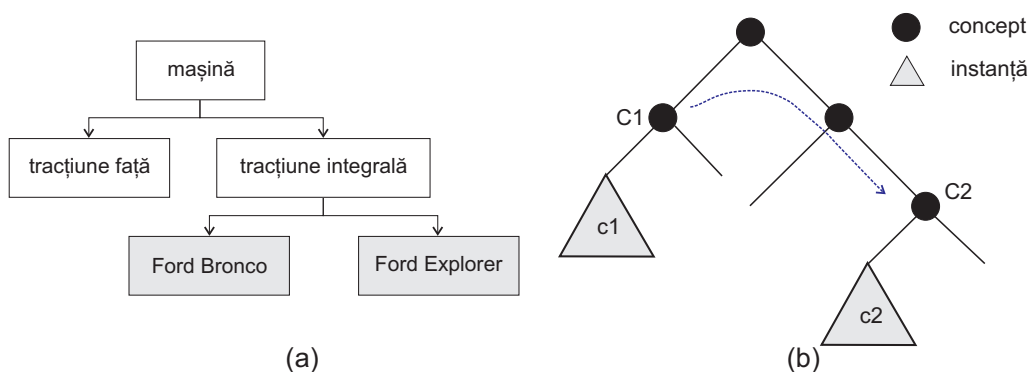 mașină
tracțiune față
tracțiune integrală
Ford Bronco
Ford Explorer
(a)
concept
instanță
C1
C2
c1
c2
(b)